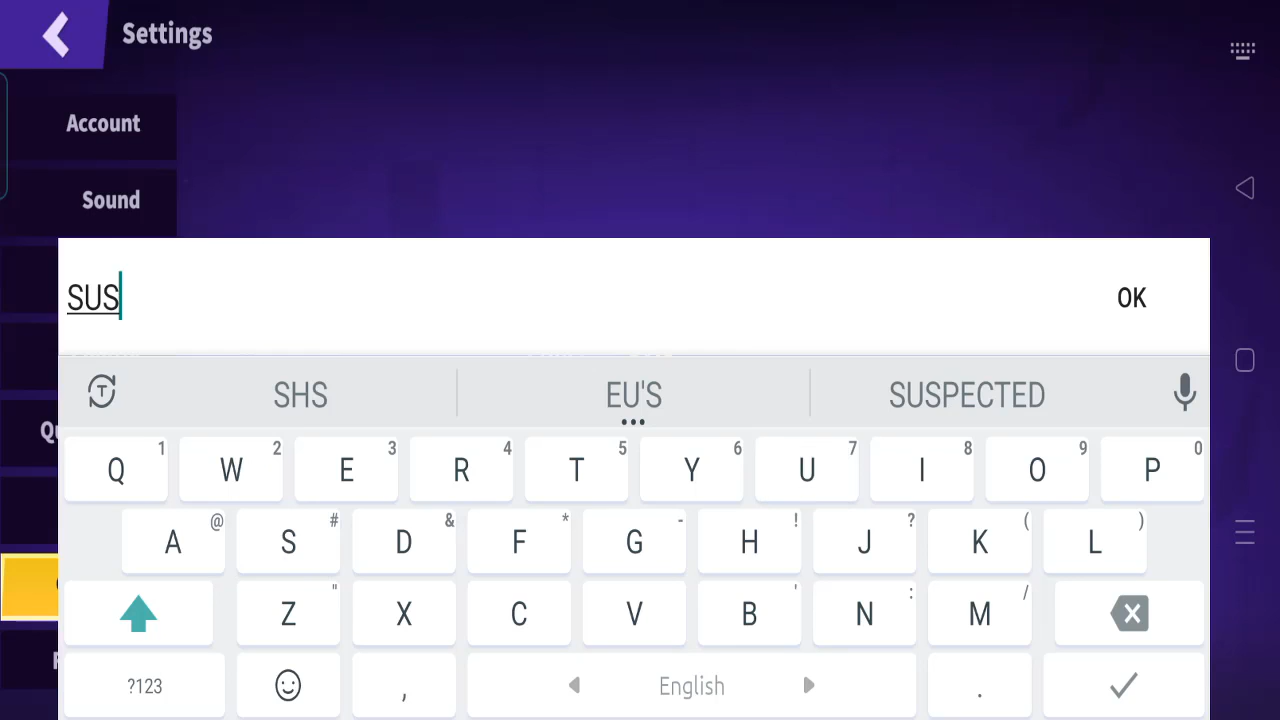 Settings
Account
Sound
SUS
OK
Qu
SHS EU'S SUSPECTED
Q 1 W 2 E 3 R 4 T 5 Y 6 U 7 I 8 O 9 P 0
A @ S # D & F * G - H ! J ? K ( L )
Z " X C V B ' N : M /
?123 , English .